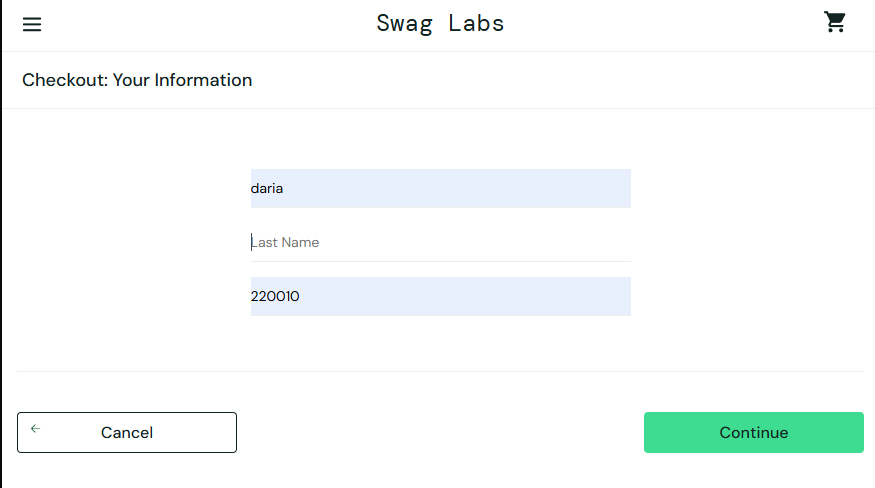 Swag Labs
Checkout: Your Information
daria
Last Name
220010
Cancel
Continue